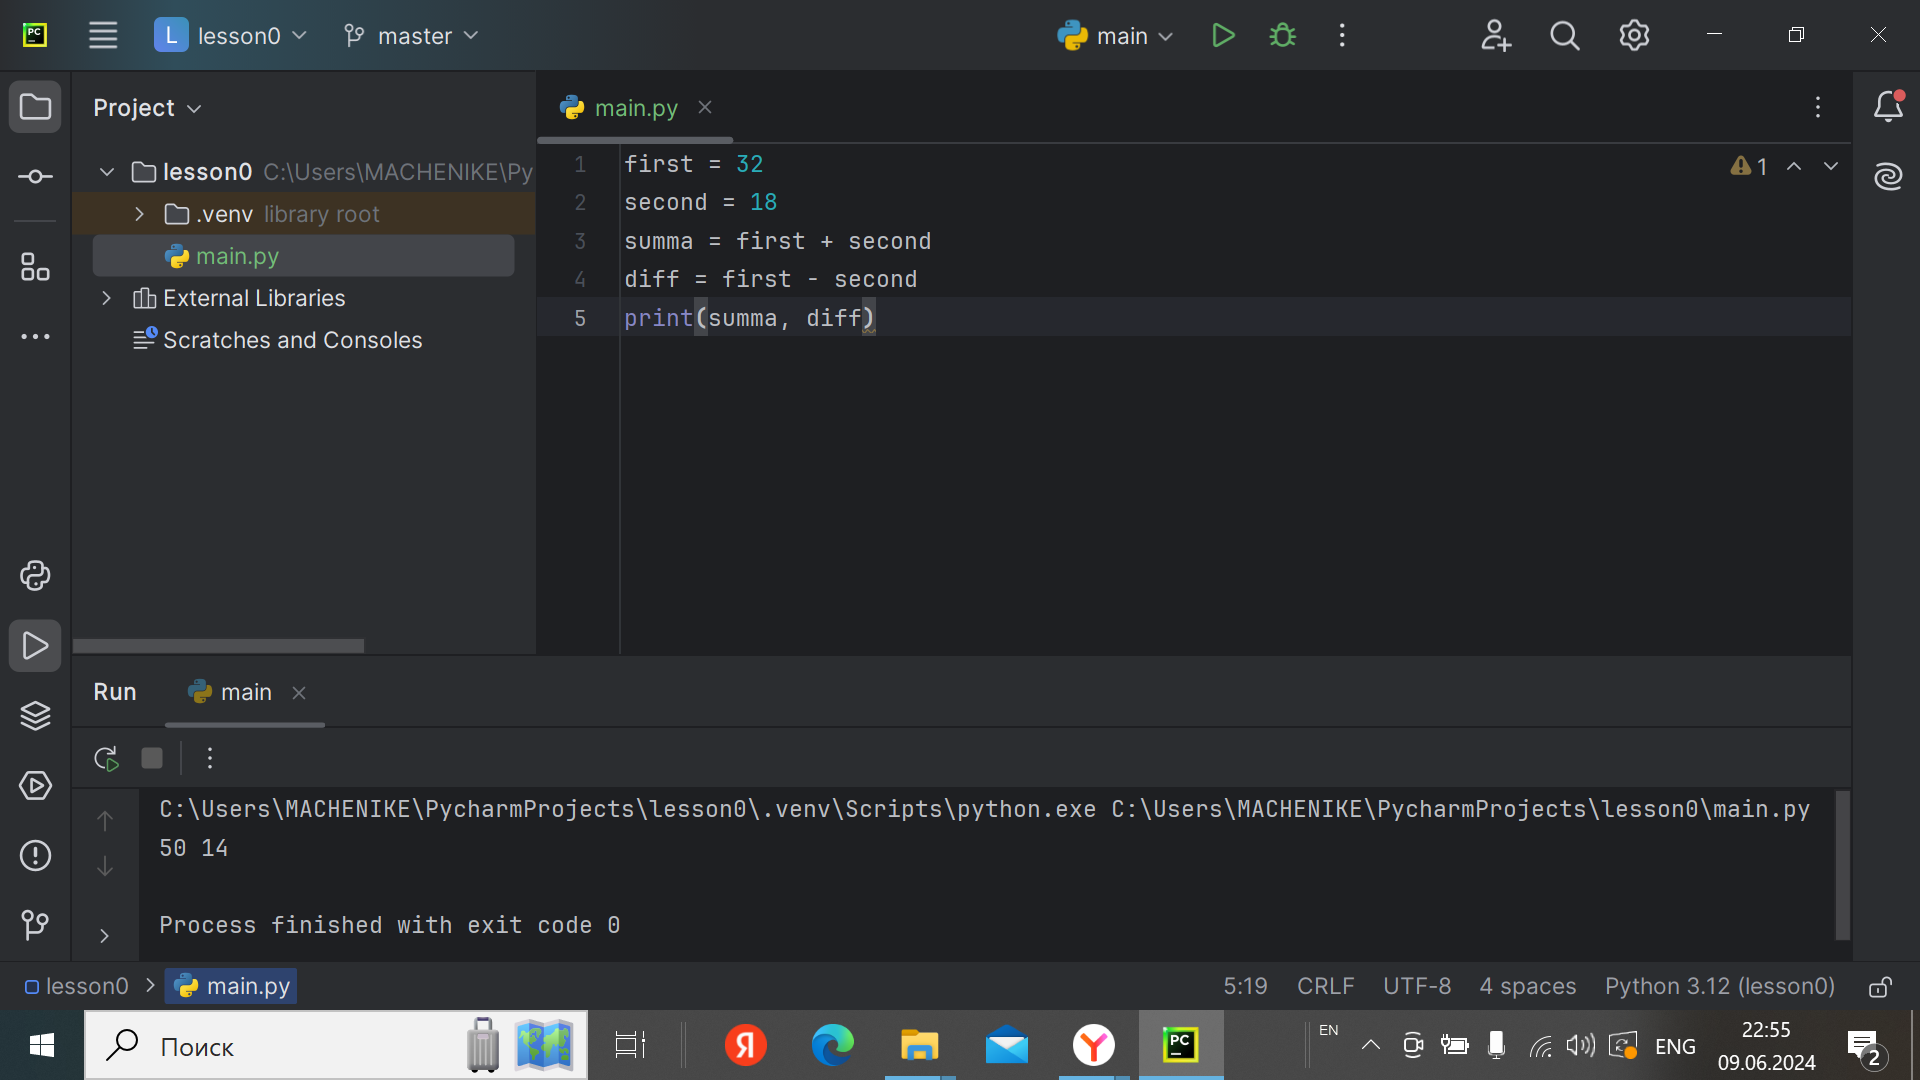 PC
L lesson0
master
main
Project
main.py
lesson0 C:\Users\MACHENIKE\Py
.venv library root
main.py
External Libraries
Scratches and Consoles
1 first = 32
2 second = 18
3 summa = first + second
4 diff = first - second
5 print(summa, diff)
1
Run
main
C:\Users\MACHENIKE\PycharmProjects\lesson0\.venv\Scripts\python.exe C:\Users\MACHENIKE\PycharmProjects\lesson0\main.py
50 14
Process finished with exit code 0
lesson0 > main.py
5:19 CRLF UTF-8 4 spaces Python 3.12 (lesson0)
Поиск
Я
Y
PC
EN
ENG
22:55
09.06.2024
2